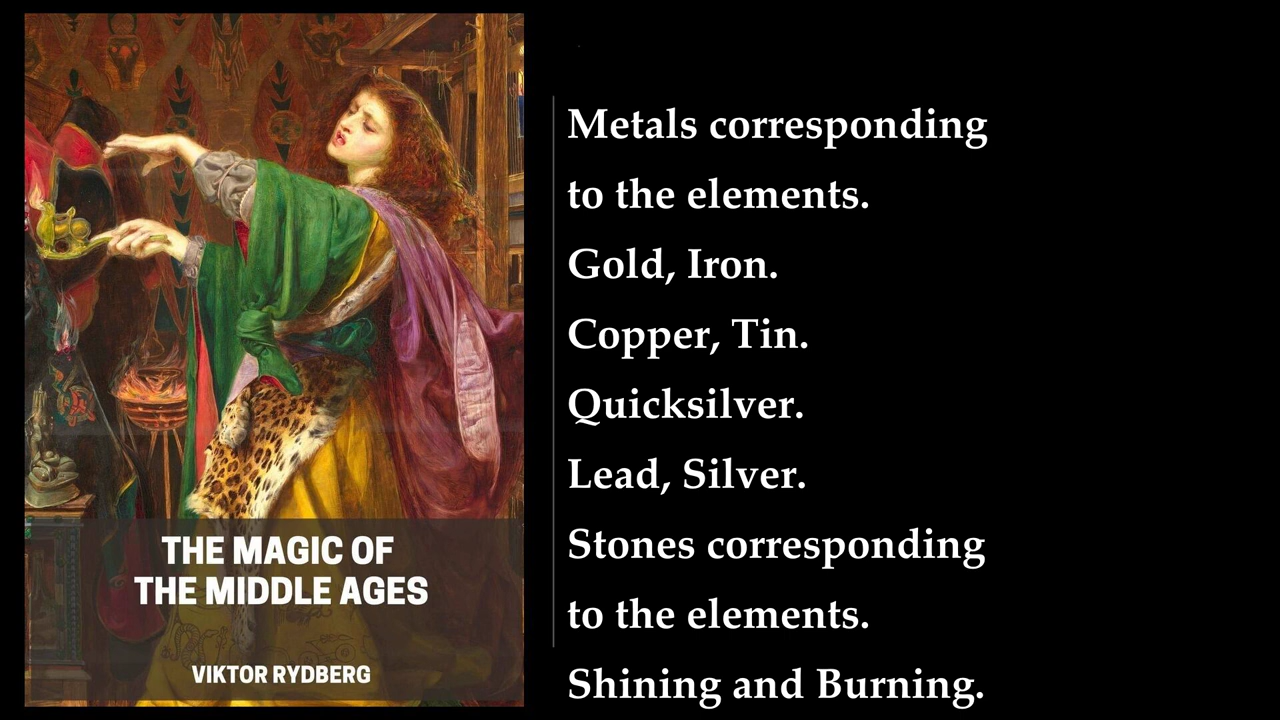 THE MAGIC OF
THE MIDDLE AGES
VIKTOR RYDBERG
Metals corresponding
to the elements.
Gold, Iron.
Copper, Tin.
Quicksilver.
Lead, Silver.
Stones corresponding
to the elements.
Shining and Burning.